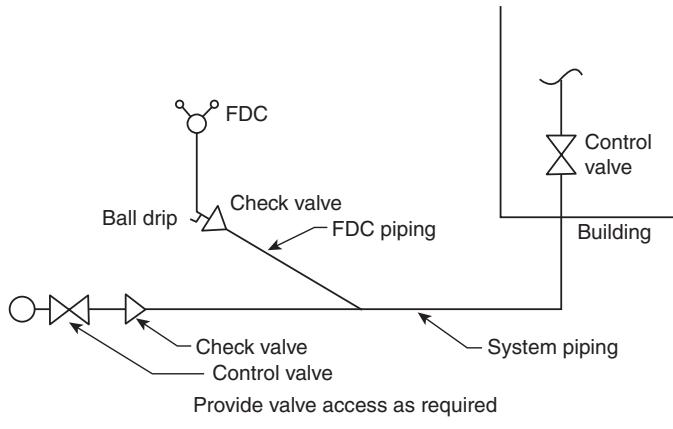 FDC
Control
valve
Check valve
Ball drip
FDC piping
Building
System piping
Check valve
Control valve
Provide valve access as required